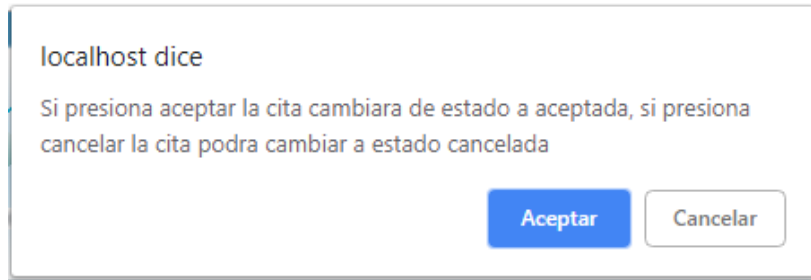 localhost dice
Si presiona aceptar la cita cambiara de estado a aceptada, si presiona
cancelar la cita podra cambiar a estado cancelada
Aceptar Cancelar